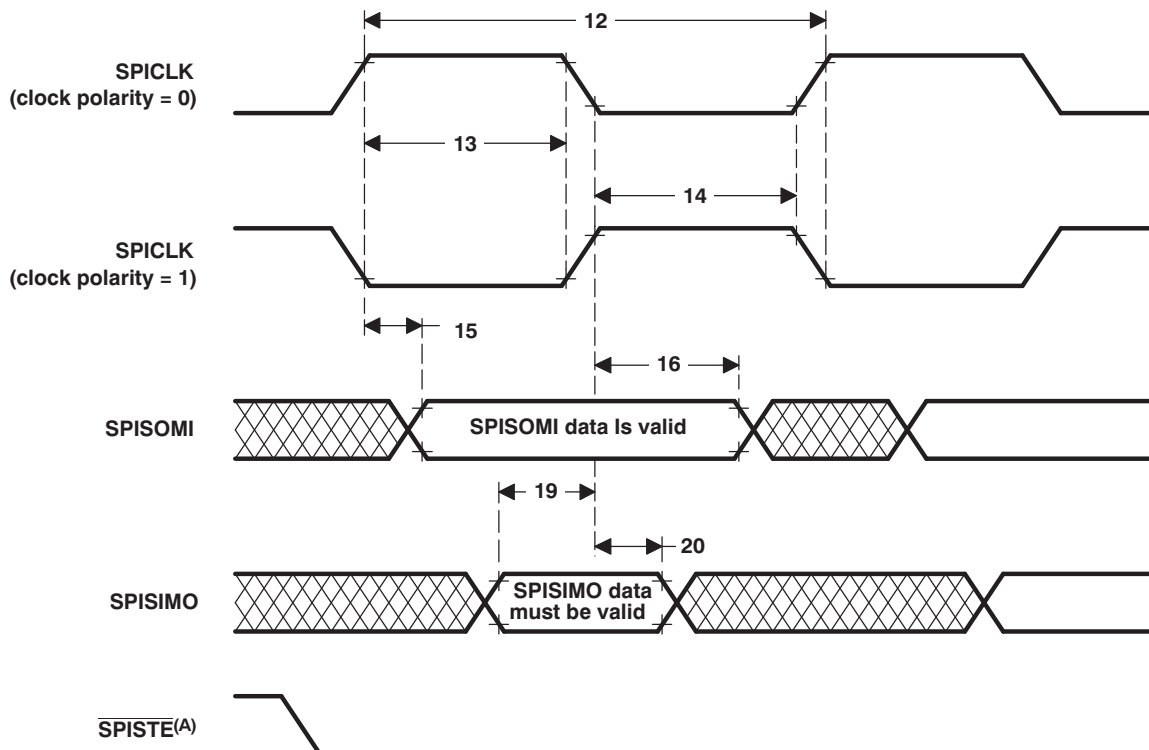 12
SPICLK
(clock polarity = 0)
13
14
SPICLK
(clock polarity = 1)
15
16
SPISOMI
SPISOMI data Is valid
19
20
SPISIMO
SPISIMO data
must be valid
SPISTE(A)